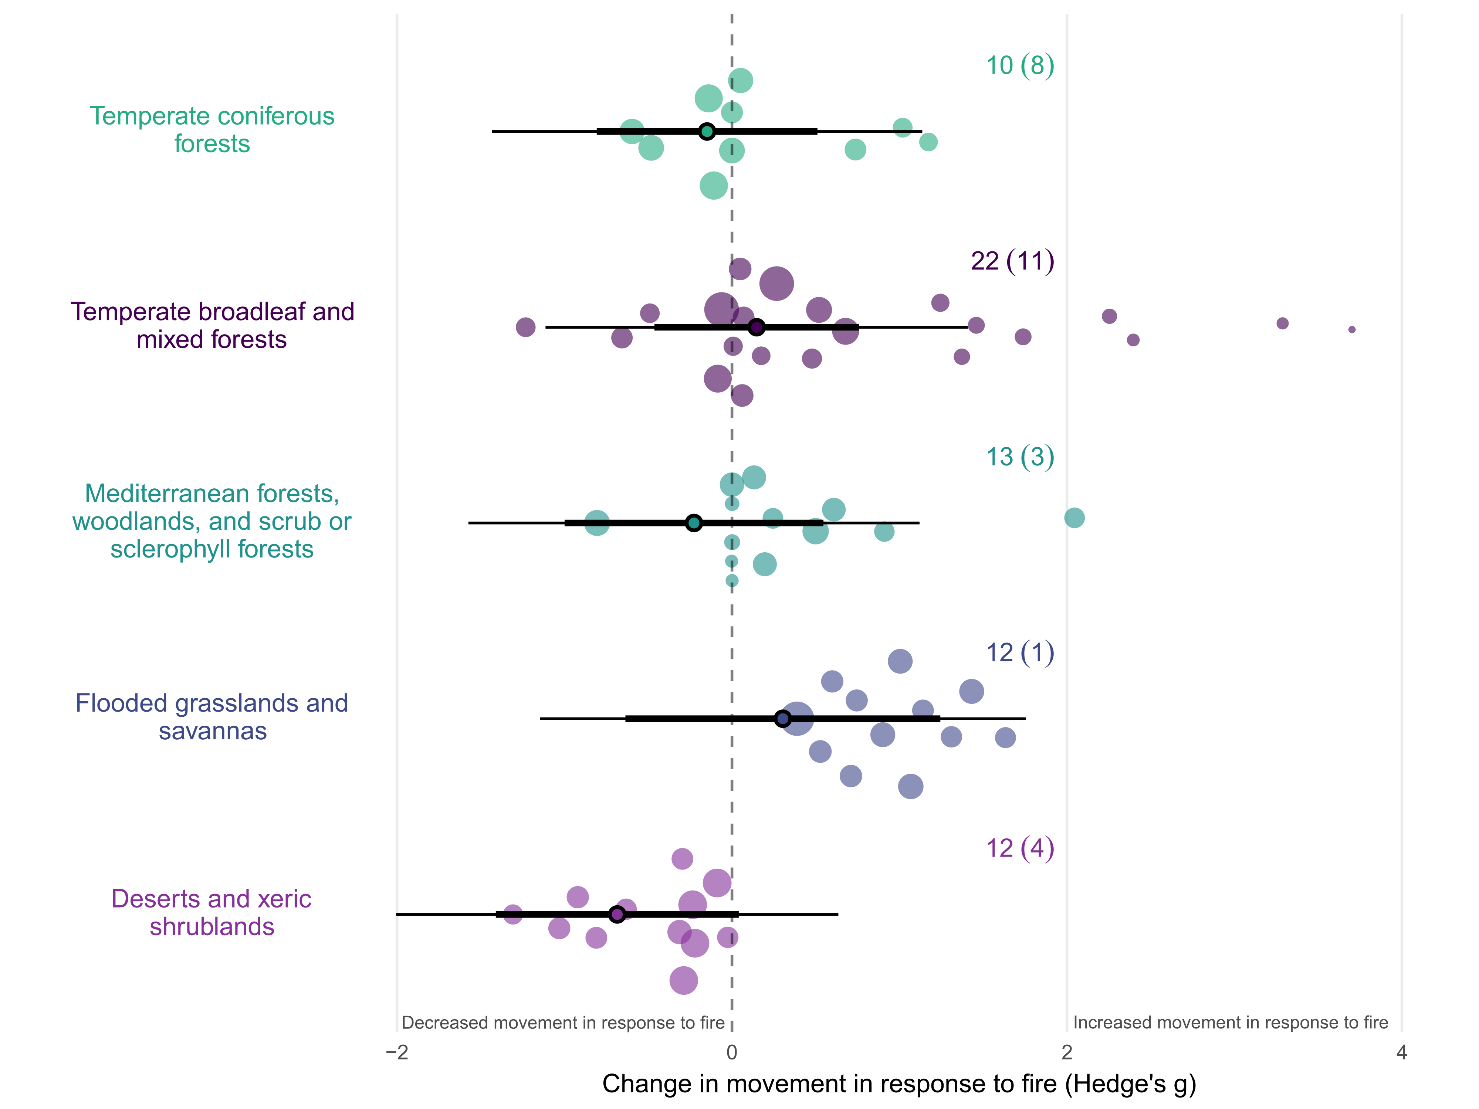 10 (8)
Temperate coniferous
forests
22 (11)
Temperate broadleaf and
mixed forests
13 (3)
Mediterranean forests,
woodlands, and scrub or
sclerophyll forests
12 (1)
Flooded grasslands and
savannas
12 (4)
Deserts and xeric
shrublands
Decreased movement in response to fire
Increased movement in response to fire
−2 0 2 4
Change in movement in response to fire (Hedge's g)